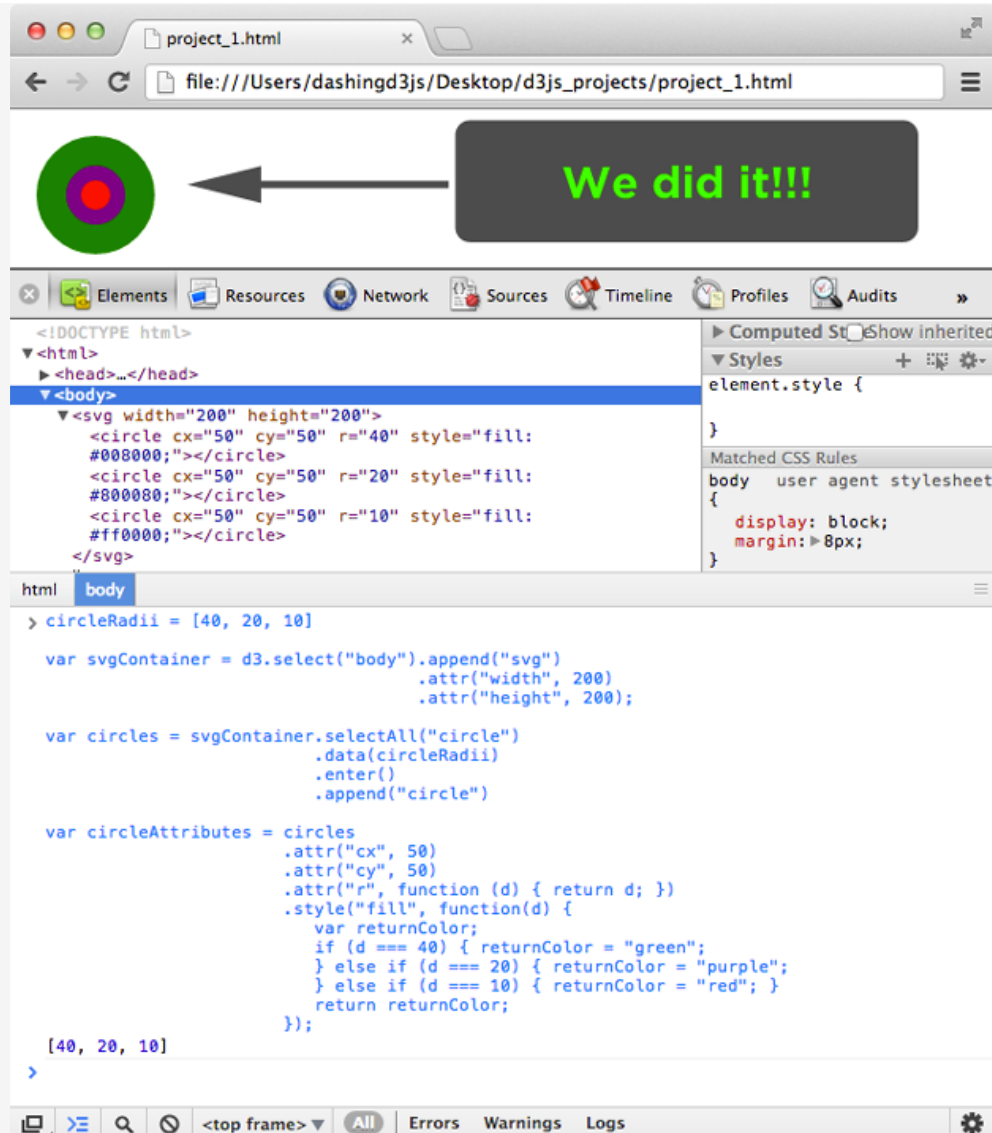 project_1.html
file:///Users/dashingd3js/Desktop/d3js_projects/project_1.html
We did it!!!
Elements Resources Network Sources Timeline Profiles Audits »
<!DOCTYPE html>
▼<html>
▶<head>…</head>
▼<body>
▼<svg width="200" height="200">
<circle cx="50" cy="50" r="40" style="fill:
#008000;"></circle>
<circle cx="50" cy="50" r="20" style="fill:
#800080;"></circle>
<circle cx="50" cy="50" r="10" style="fill:
#ff0000;"></circle>
</svg>
▶ Computed St Show inherited
▼ Styles
element.style {
}
Matched CSS Rules
body user agent stylesheet
{
display: block;
margin:▶8px;
}
html body
> circleRadii = [40, 20, 10]
var svgContainer = d3.select("body").append("svg")
.attr("width", 200)
.attr("height", 200);
var circles = svgContainer.selectAll("circle")
.data(circleRadii)
.enter()
.append("circle")
var circleAttributes = circles
.attr("cx", 50)
.attr("cy", 50)
.attr("r", function (d) { return d; })
.style("fill", function(d) {
var returnColor;
if (d === 40) { returnColor = "green";
} else if (d === 20) { returnColor = "purple";
} else if (d === 10) { returnColor = "red"; }
return returnColor;
});
[40, 20, 10]
>
<top frame> ▼ All Errors Warnings Logs